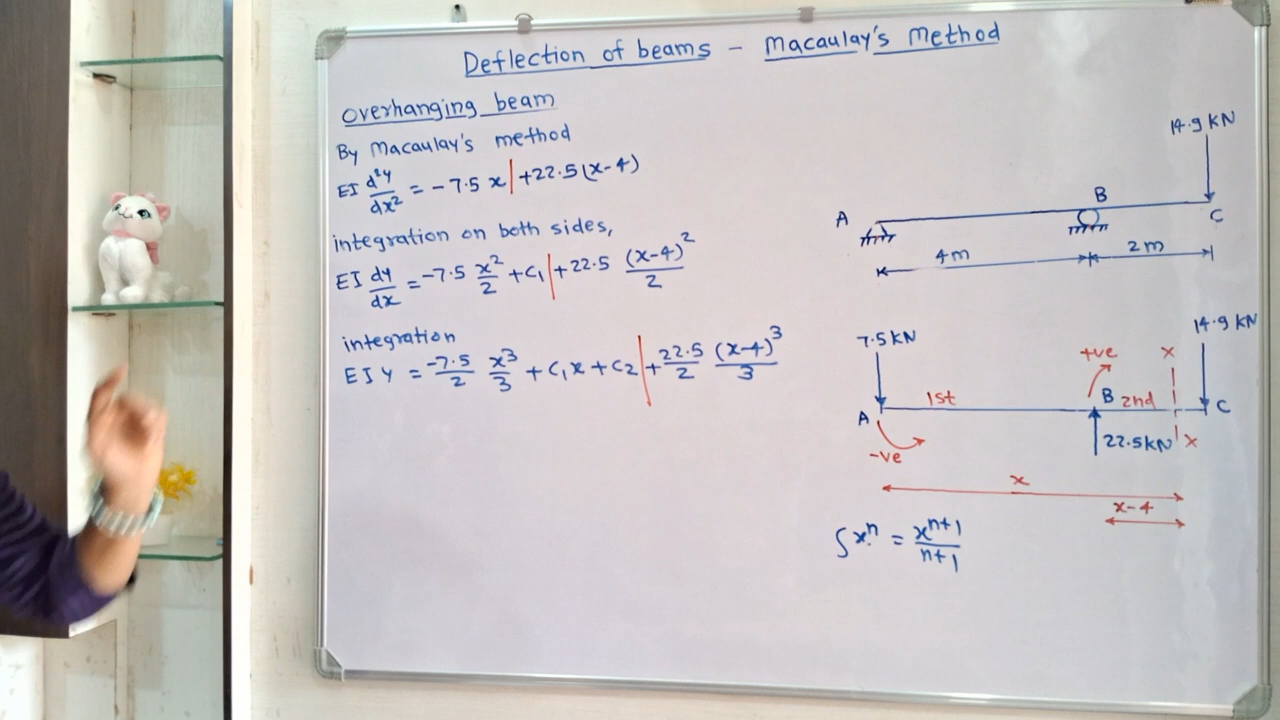 Deflection of beams - Macaulay's Method
Overhanging beam
By Macaulay's method
EI d²y/dx² = -7.5 x | +22.5 (x-4)
integration on both sides,
EI dy/dx = -7.5 x²/2 + C₁ | +22.5 (x-4)²/2
integration
EI y = -7.5/2 x³/3 + C₁x + C₂ | +22.5/2 (x-4)³/3
14.9 KN
A
B
C
4m
2m
7.5 KN
14.9 KN
+ve
x
A
1st
B
2nd
C
-ve
22.5KN
x
x
x-4
∫xⁿ = xⁿ⁺¹/n+1